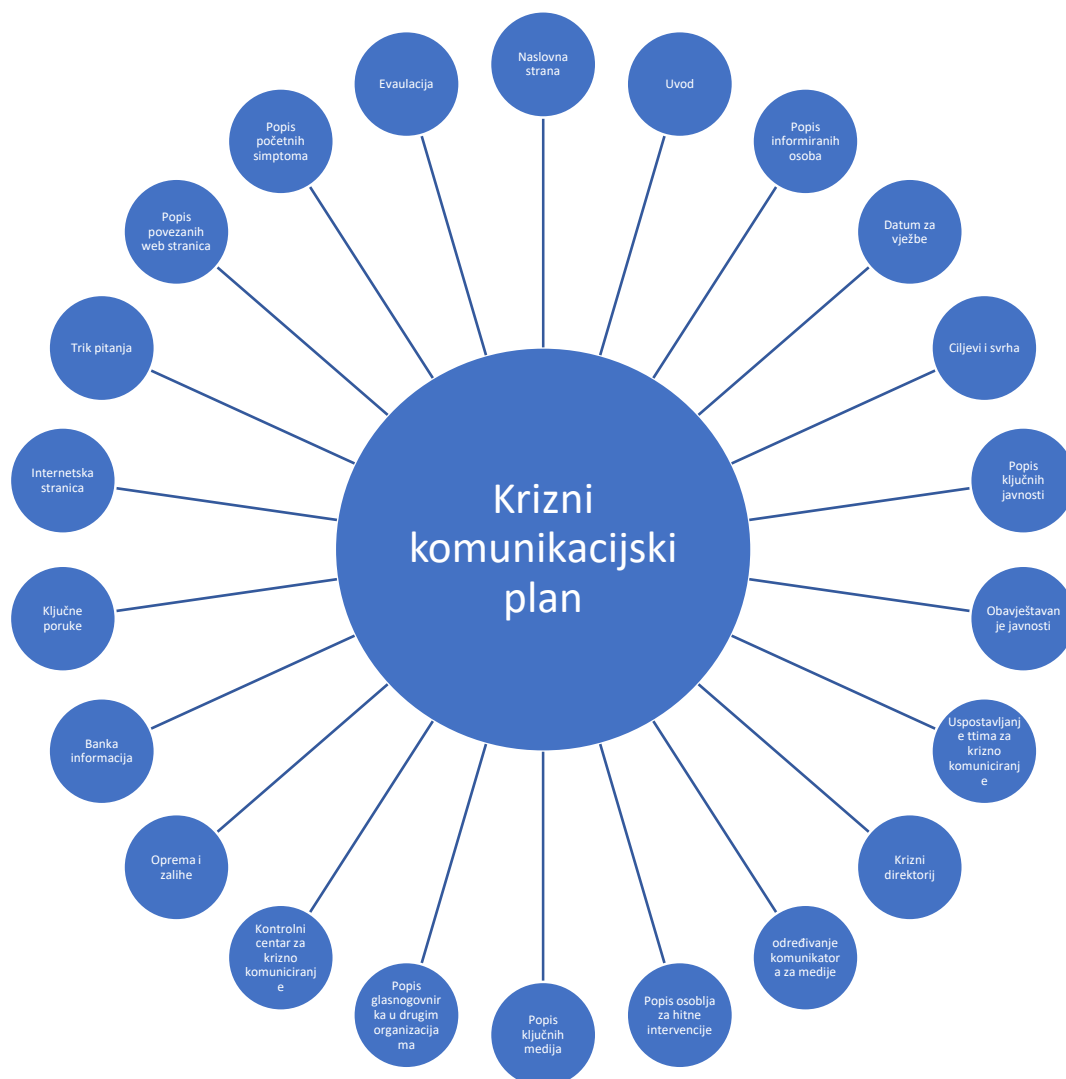 Krizni
komunikacijski
plan
Naslovna
strana
Uvod
Popis
informiranih
osoba
Datum za
vježbe
Ciljevi i svrha
Popis
ključnih
javnosti
Obavještavan
je javnosti
Uspostavljanj
e ttima za
krizno
komuniciranj
e
Krizni
direktorij
određivanje
komunikator
a za medije
Popis osoblja
za hitne
intervencije
Popis
ključnih
medija
Popis
glasnogovnir
ka u drugim
organizacija
ma
Kontrolni
centar za
krizno
komuniciranj
e
Oprema i
zalihe
Banka
informacija
Ključne
poruke
Internetska
stranica
Trik pitanja
Popis
povezanih
web stranica
Popis
početnih
simptoma
Evaulacija